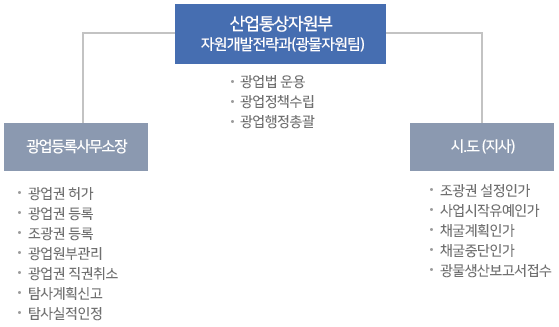 산업통상자원부
자원개발전략과(광물자원팀)
• 광업법 운용
• 광업정책수립
• 광업행정총괄
광업등록사무소장
• 광업권 허가
• 광업권 등록
• 조광권 등록
• 광업원부관리
• 광업권 직권취소
• 탐사계획신고
• 탐사실적인정
시.도 (지사)
• 조광권 설정인가
• 사업시작유예인가
• 채굴계획인가
• 채굴중단인가
• 광물생산보고서접수